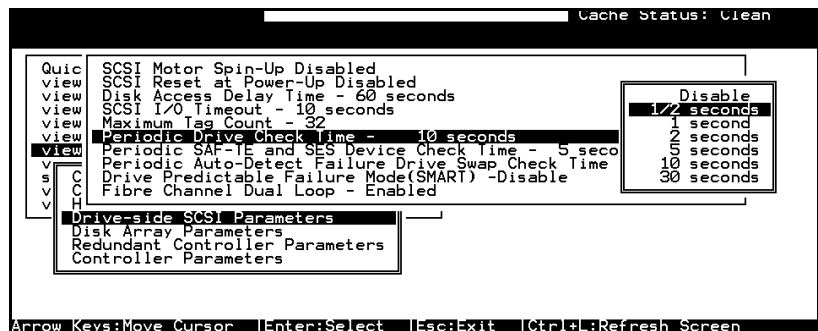 Cache Status: Clean
Quic
view
view
view
view
view
view
v
s
v
v
SCSI Motor Spin-Up Disabled
SCSI Reset at Power-Up Disabled
Disk Access Delay Time - 60 seconds
SCSI I/O Timeout - 10 seconds
Maximum Tag Count - 32
Periodic Drive Check Time - 10 seconds
Periodic SAF-TE and SES Device Check Time - 5 seco
Periodic Auto-Detect Failure Drive Swap Check Time
Drive Predictable Failure Mode(SMART) -Disable
Fibre Channel Dual Loop - Enabled
Disable
1/2 seconds
1 second
2 seconds
5 seconds
10 seconds
30 seconds
C
C
H
Drive-side SCSI Parameters
Disk Array Parameters
Redundant Controller Parameters
Controller Parameters
Arrow Keys:Move Cursor |Enter:Select |Esc:Exit |Ctrl+L:Refresh Screen